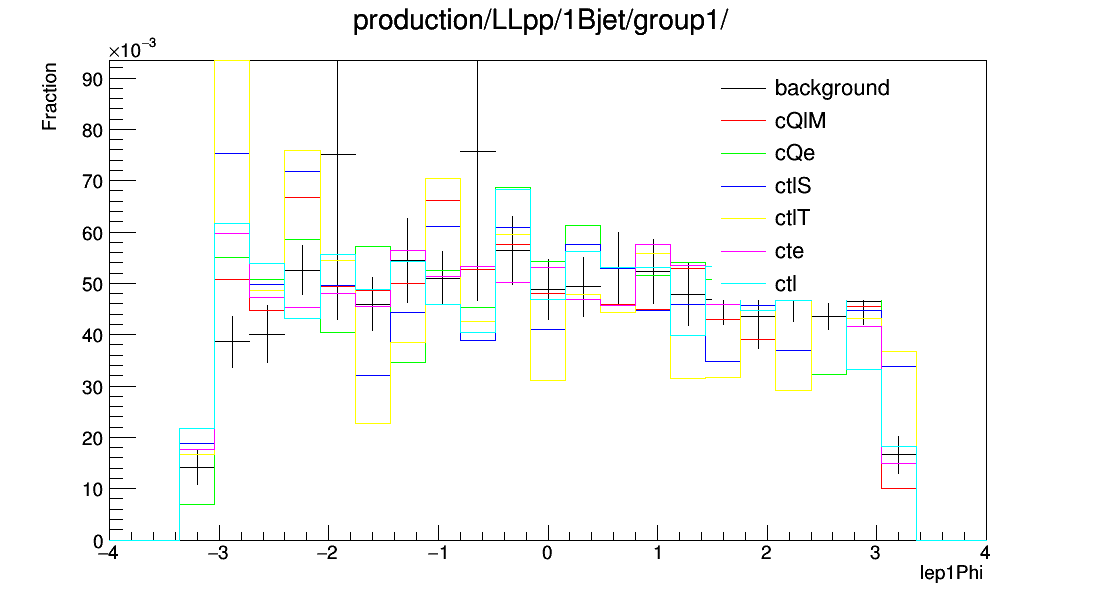 production/LLpp/1Bjet/group1/
×10⁻³
Fraction
90
80
70
60
50
40
30
20
10
0
background
cQlM
cQe
ctlS
ctlT
cte
ctl
−4 −3 −2 −1 0 1 2 3 4
lep1Phi